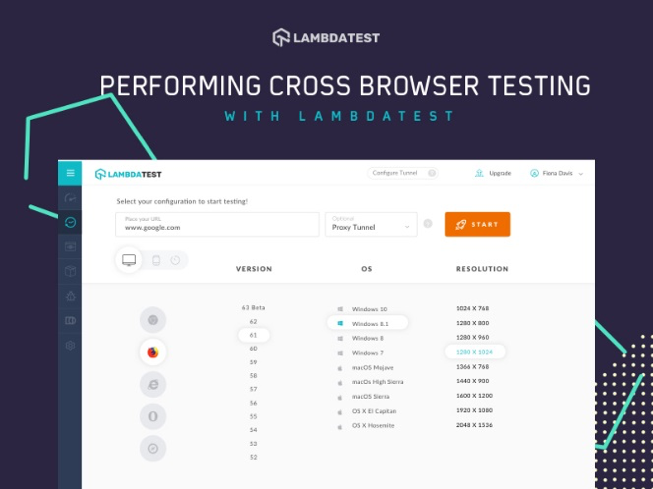 LAMBDATEST
PERFORMING CROSS BROWSER TESTING
WITH LAMBDATEST
LAMBDATEST
Configure Tunnel
Upgrade
Fiona Davis
Select your configuration to start testing!
Place your URL
www.google.com
Optional
Proxy Tunnel
START
VERSION
OS
RESOLUTION
63 Beta
62
61
60
59
58
57
56
55
54
53
52
Windows 10
Windows 8.1
Windows 8
Windows 7
macOS Mojave
macOs High Sierra
macOS Sierra
OS X El Capitan
OS X Yosemite
1024 X 768
1280 X 800
1280 X 960
1280 X 1024
1366 X 768
1440 X 900
1600 X 1200
1920 X 1080
2048 X 1536